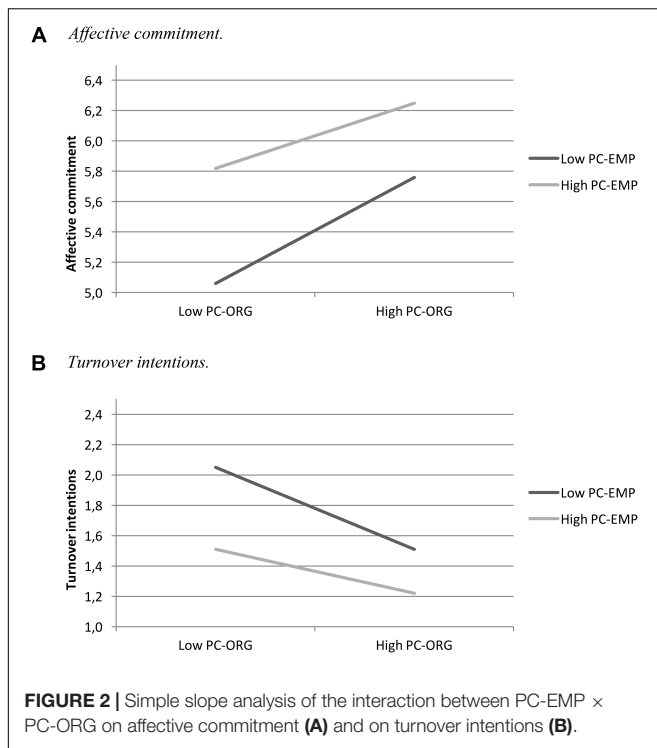 A Affective commitment.
6,4
6,2
6,0
5,8
5,6
5,4
5,2
5,0
Affective commitment
Low PC-ORG High PC-ORG
Low PC-EMP
High PC-EMP
B Turnover intentions.
2,4
2,2
2,0
1,8
1,6
1,4
1,2
1,0
Turnover intentions
Low PC-ORG High PC-ORG
Low PC-EMP
High PC-EMP
FIGURE 2 | Simple slope analysis of the interaction between PC-EMP ×
PC-ORG on affective commitment (A) and on turnover intentions (B).